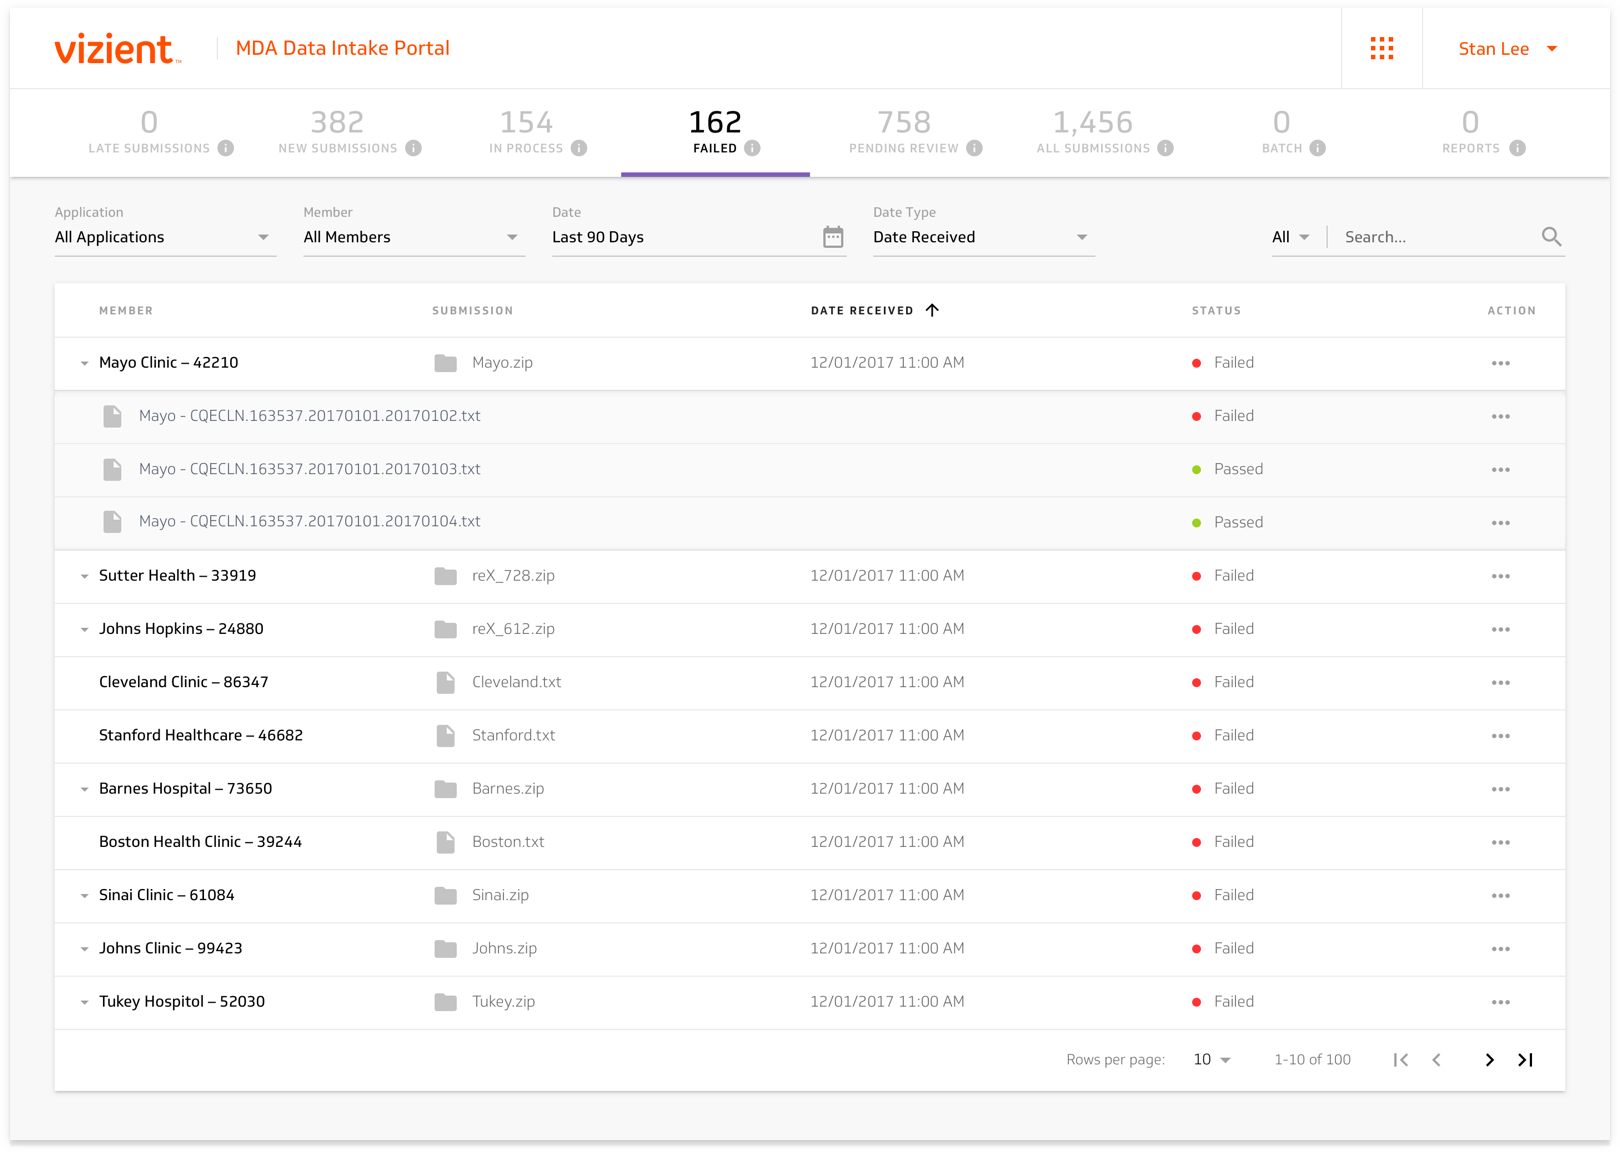 vizient™ MDA Data Intake Portal Stan Lee
0 382 154 162 758 1,456 0 0
LATE SUBMISSIONS NEW SUBMISSIONS IN PROCESS FAILED PENDING REVIEW ALL SUBMISSIONS BATCH REPORTS
Application Member Date Date Type
All Applications All Members Last 90 Days Date Received All Search...
MEMBER SUBMISSION DATE RECEIVED STATUS ACTION
Mayo Clinic – 42210 Mayo.zip 12/01/2017 11:00 AM Failed
Mayo - CQECLN.163537.20170101.20170102.txt Failed
Mayo - CQECLN.163537.20170101.20170103.txt Passed
Mayo - CQECLN.163537.20170101.20170104.txt Passed
Sutter Health – 33919 reX_728.zip 12/01/2017 11:00 AM Failed
Johns Hopkins – 24880 reX_612.zip 12/01/2017 11:00 AM Failed
Cleveland Clinic – 86347 Cleveland.txt 12/01/2017 11:00 AM Failed
Stanford Healthcare – 46682 Stanford.txt 12/01/2017 11:00 AM Failed
Barnes Hospital – 73650 Barnes.zip 12/01/2017 11:00 AM Failed
Boston Health Clinic – 39244 Boston.txt 12/01/2017 11:00 AM Failed
Sinai Clinic – 61084 Sinai.zip 12/01/2017 11:00 AM Failed
Johns Clinic – 99423 Johns.zip 12/01/2017 11:00 AM Failed
Tukey Hospitol – 52030 Tukey.zip 12/01/2017 11:00 AM Failed
Rows per page: 10 1-10 of 100